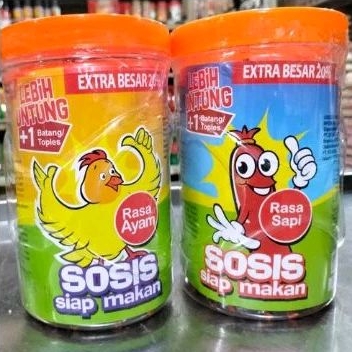 EXTRA BESAR 20%
LEBiH
UNTUNG
+1 Batang/
Toples
Rasa
Ayam
SOSIS
siap makan
EXTRA BESAR 20%
LEBiH
UNTUNG
+1 Batang/
Toples
Rasa
Sapi
SOSIS
siap makan